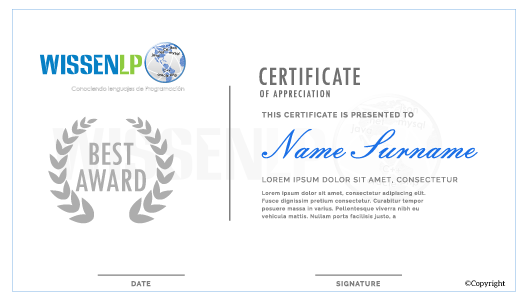 WISSENLP
Conociendo lenguajes de Programación
BEST
AWARD
CERTIFICATE
OF APPRECIATION
THIS CERTIFICATE IS PRESENTED TO
Name Surname
LOREM IPSUM DOLOR SIT AMET, CONSECTETUR
Lorem ipsum dolor sit amet, consectetur adipiscing elit.
Fusce dignissim pretium consectetur. Curabitur tempor
posuere massa in varius. Pellentesque viverra nibh eu
vehicula mattis. Nullam porta facilisis justo, a
DATE
SIGNATURE
©Copyright